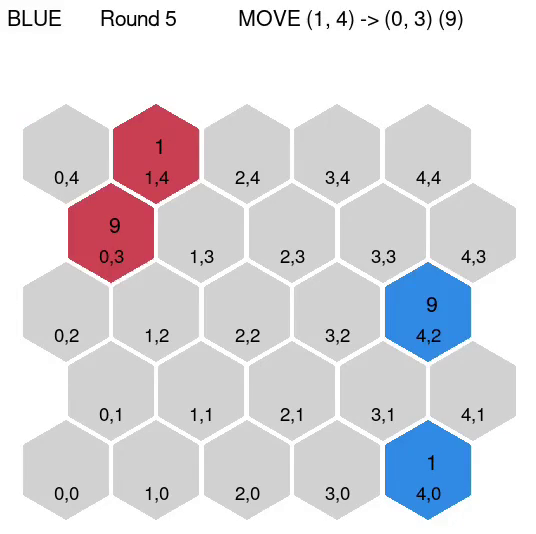 BLUE Round 5 MOVE (1, 4) -> (0, 3) (9)
1
0,4 1,4 2,4 3,4 4,4
9
0,3 1,3 2,3 3,3 4,3
9
0,2 1,2 2,2 3,2 4,2
0,1 1,1 2,1 3,1 4,1
1
0,0 1,0 2,0 3,0 4,0